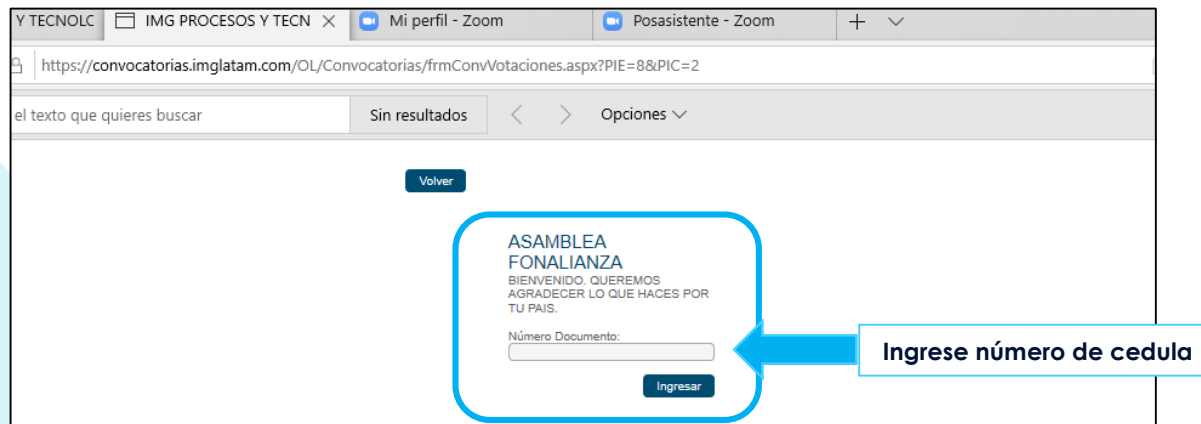 Y TECNOLC IMG PROCESOS Y TECN Mi perfil - Zoom Posasistente - Zoom
https://convocatorias.imglatam.com/OL/Convocatorias/frmConvVotaciones.aspx?PIE=8&PIC=2
el texto que quieres buscar Sin resultados Opciones
Volver
ASAMBLEA
FONALIANZA
BIENVENIDO. QUEREMOS
AGRADECER LO QUE HACES POR
TU PAIS.
Número Documento:
Ingrese número de cedula
Ingresar